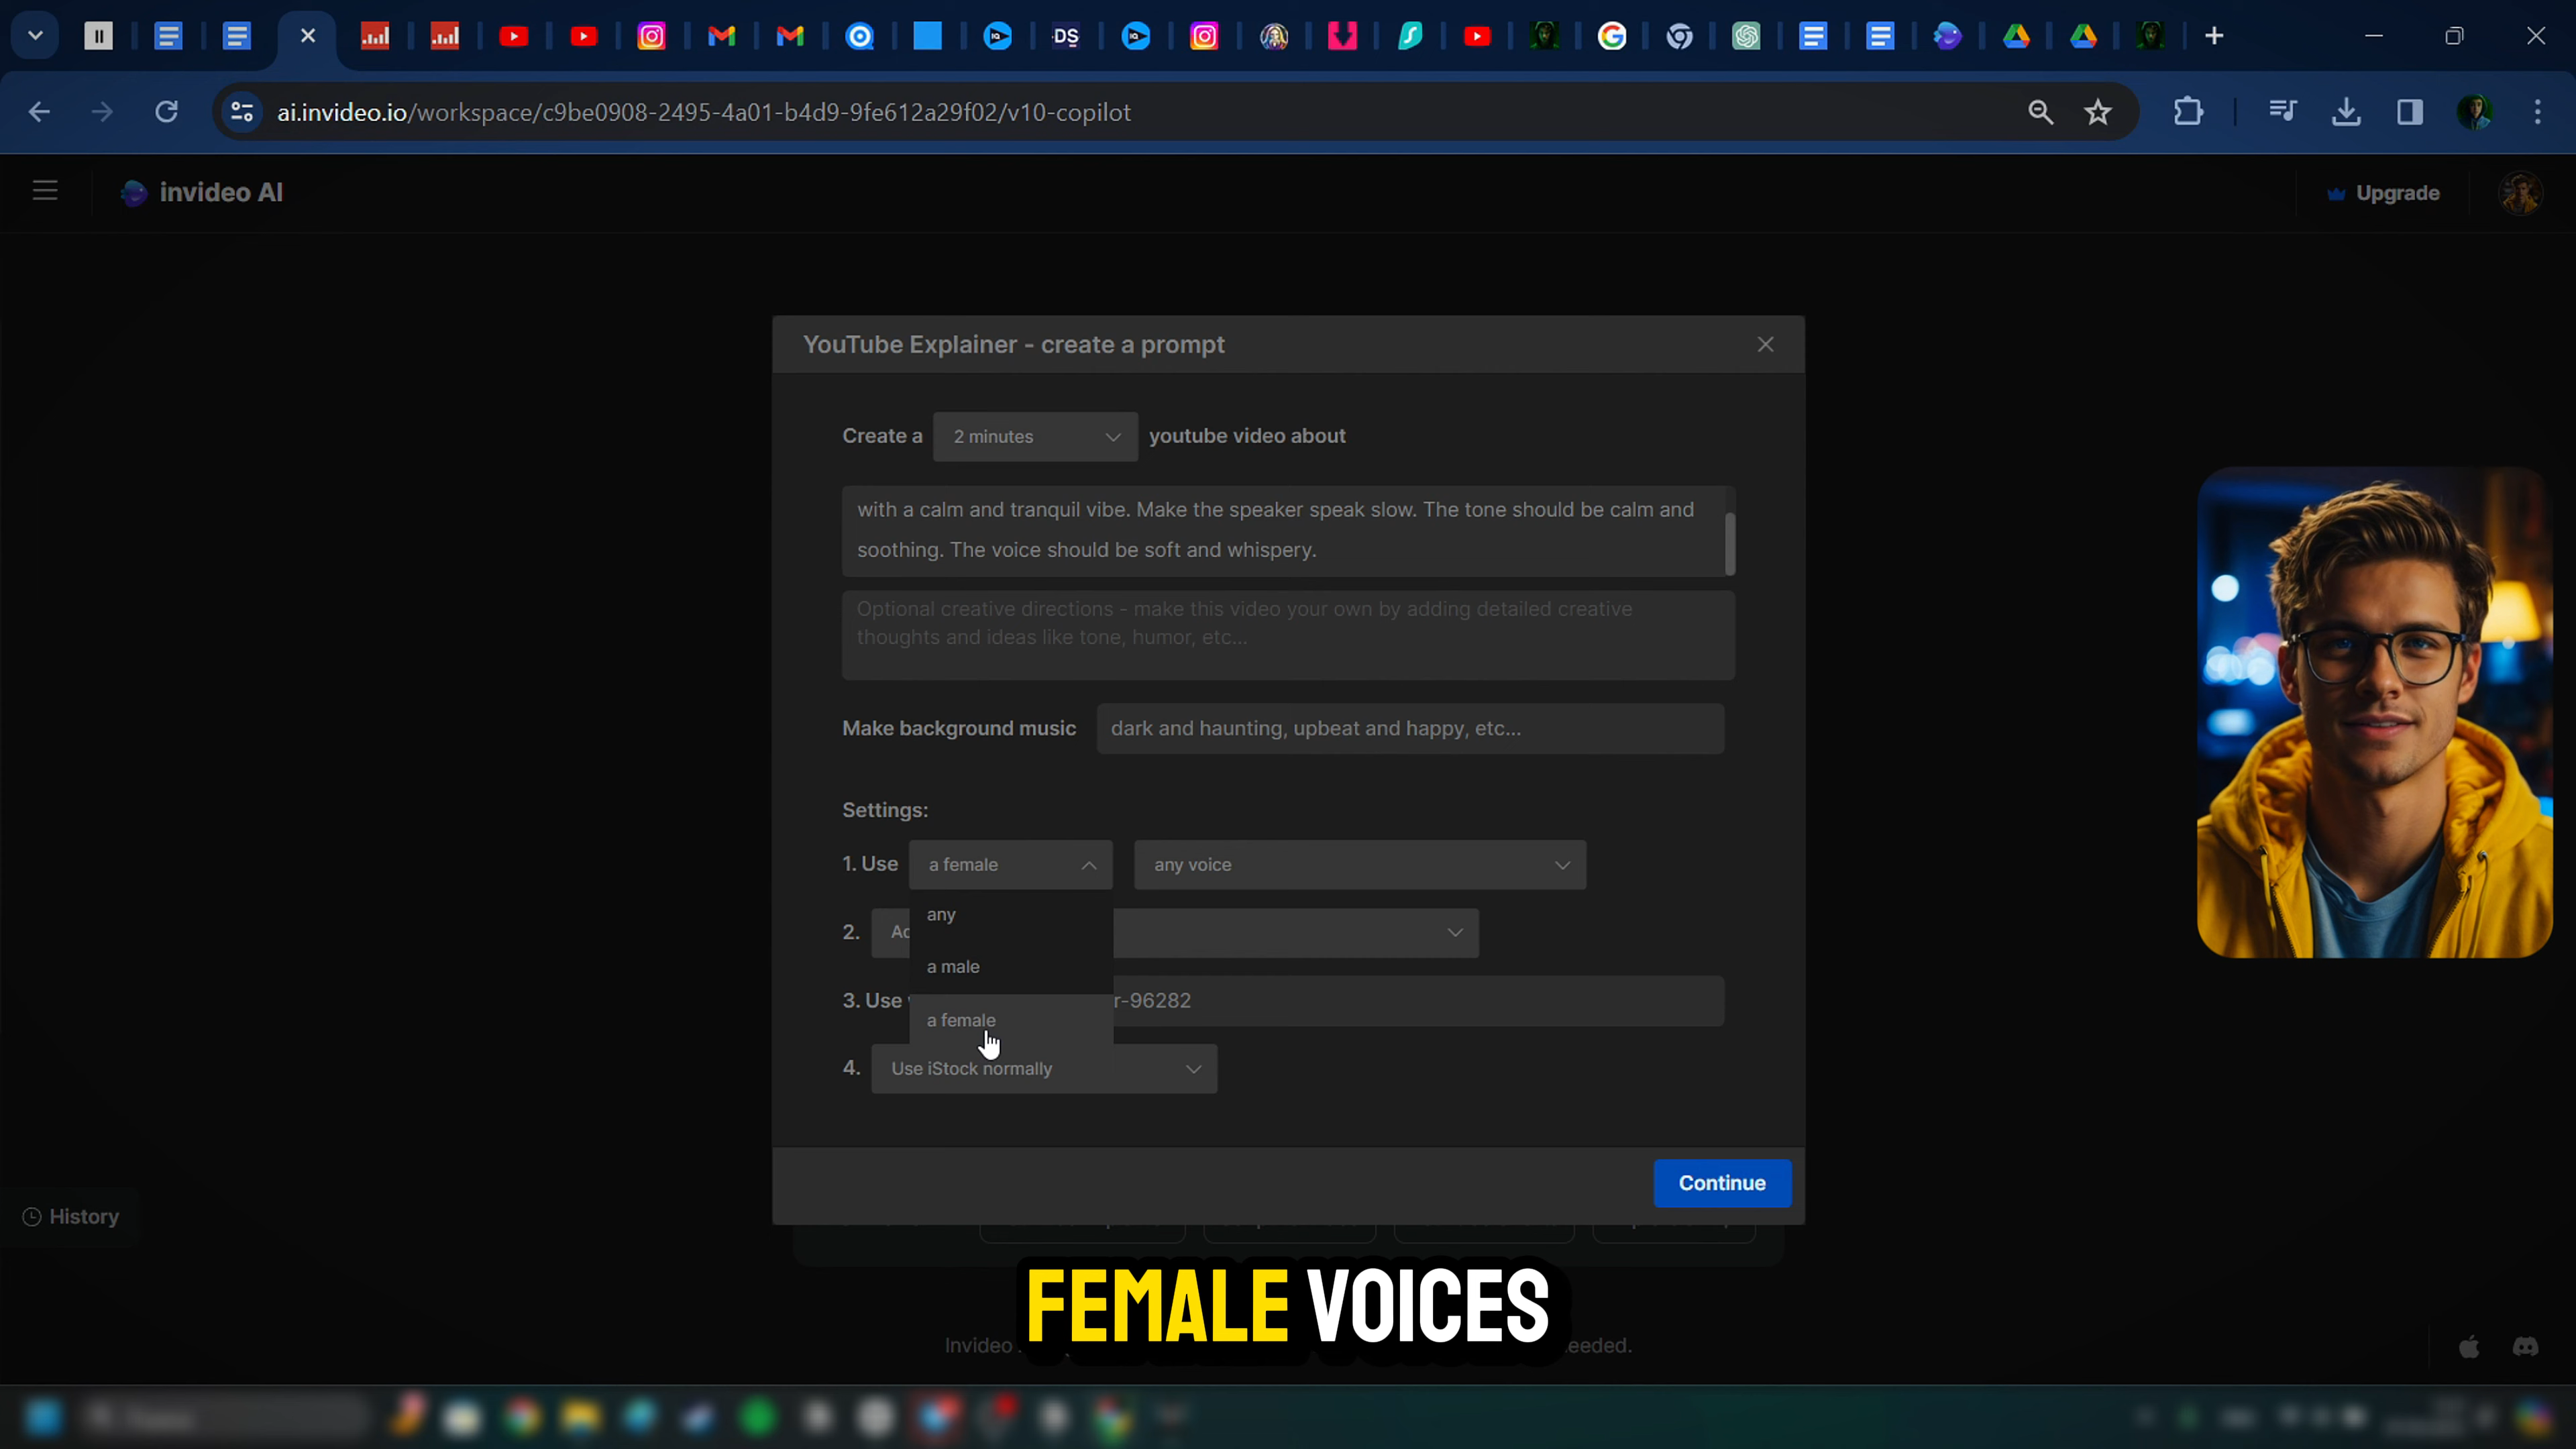 ai.invideo.io/workspace/c9be0908-2495-4a01-b4d9-9fe612a29f02/v10-copilot
invideo AI
Upgrade
YouTube Explainer - create a prompt
Create a 2 minutes youtube video about
with a calm and tranquil vibe. Make the speaker speak slow. The tone should be calm and
soothing. The voice should be soft and whispery.
Optional creative directions - make this video your own by adding detailed creative
thoughts and ideas like tone, humor, etc...
Make background music dark and haunting, upbeat and happy, etc...
Settings:
1. Use a female any voice
any
2.
a male
3. Use r-96282
a female
4. Use iStock normally
Continue
History
FEMALE VOICES
Invideo
eeded.